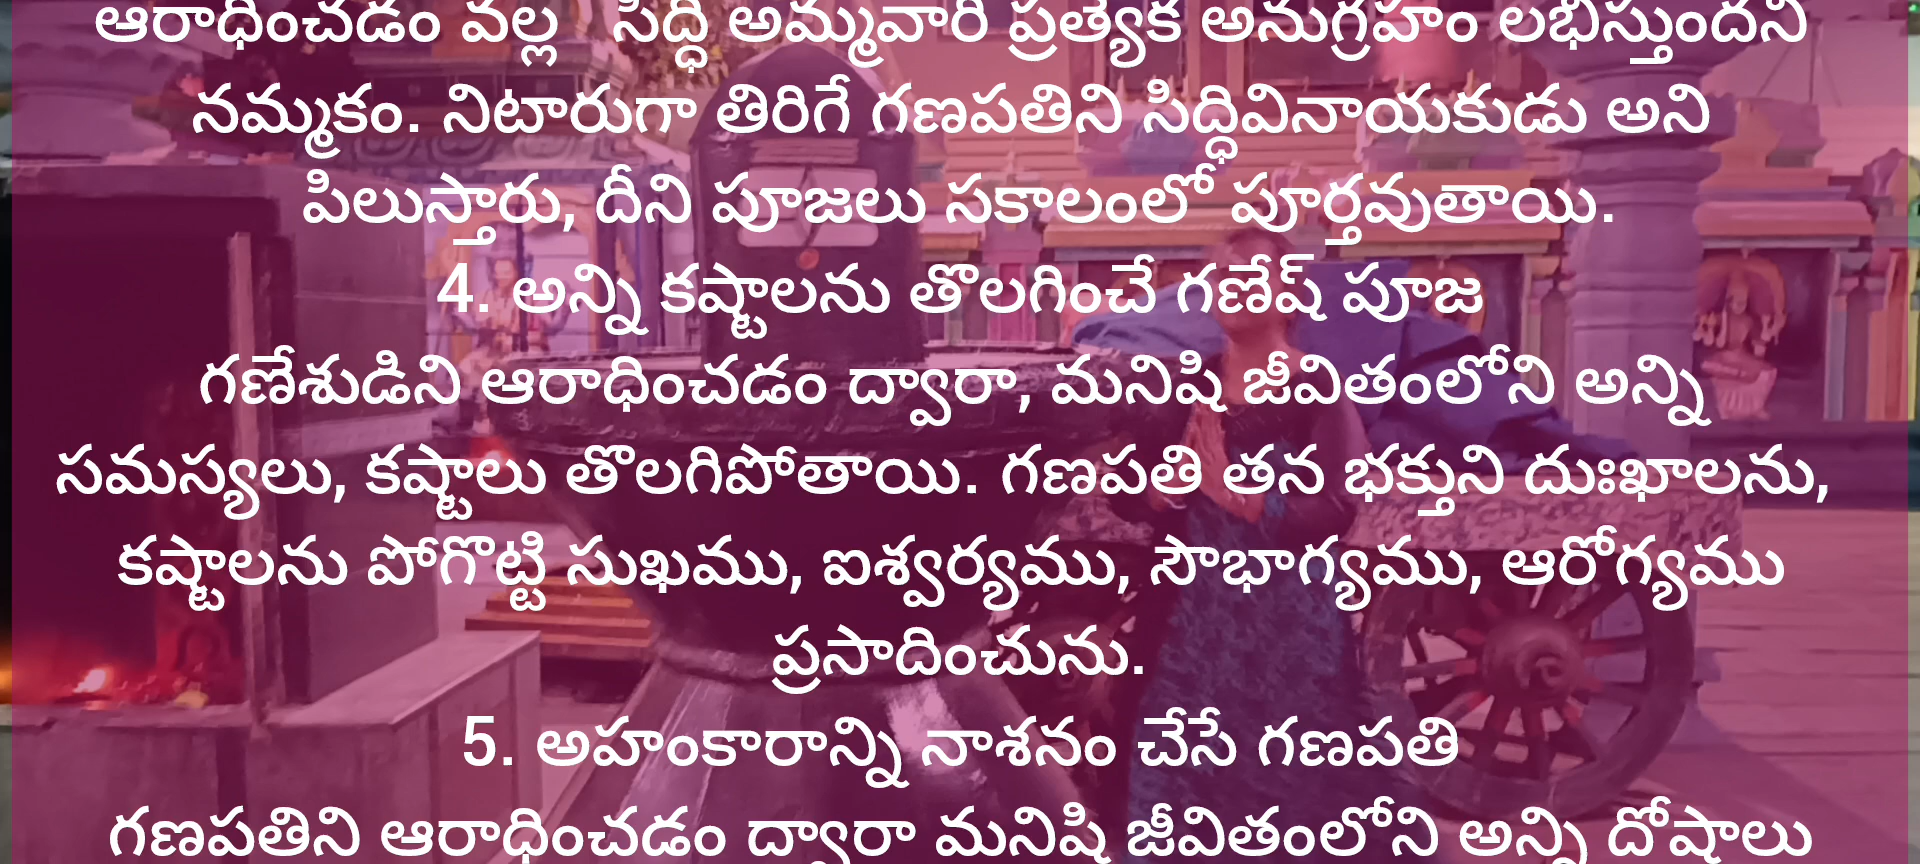 ఆరాధించడం వల్ల సిద్ధి అమ్మవారి ప్రత్యేక అనుగ్రహం లభిస్తుందని
నమ్మకం. నిటారుగా తిరిగే గణపతిని సిద్ధివినాయకుడు అని
పిలుస్తారు, దీని పూజలు సకాలంలో పూర్తవుతాయి.
4. అన్ని కష్టాలను తొలగించే గణేష్ పూజ
గణేశుడిని ఆరాధించడం ద్వారా, మనిషి జీవితంలోని అన్ని
సమస్యలు, కష్టాలు తొలగిపోతాయి. గణపతి తన భక్తుని దుఃఖాలను,
కష్టాలను పోగొట్టి సుఖము, ఐశ్వర్యము, సౌభాగ్యము, ఆరోగ్యము
ప్రసాదించును.
5. అహంకారాన్ని నాశనం చేసే గణపతి
గణపతిని ఆరాధించడం ద్వారా మనిషి జీవితంలోని అన్ని దోషాలు